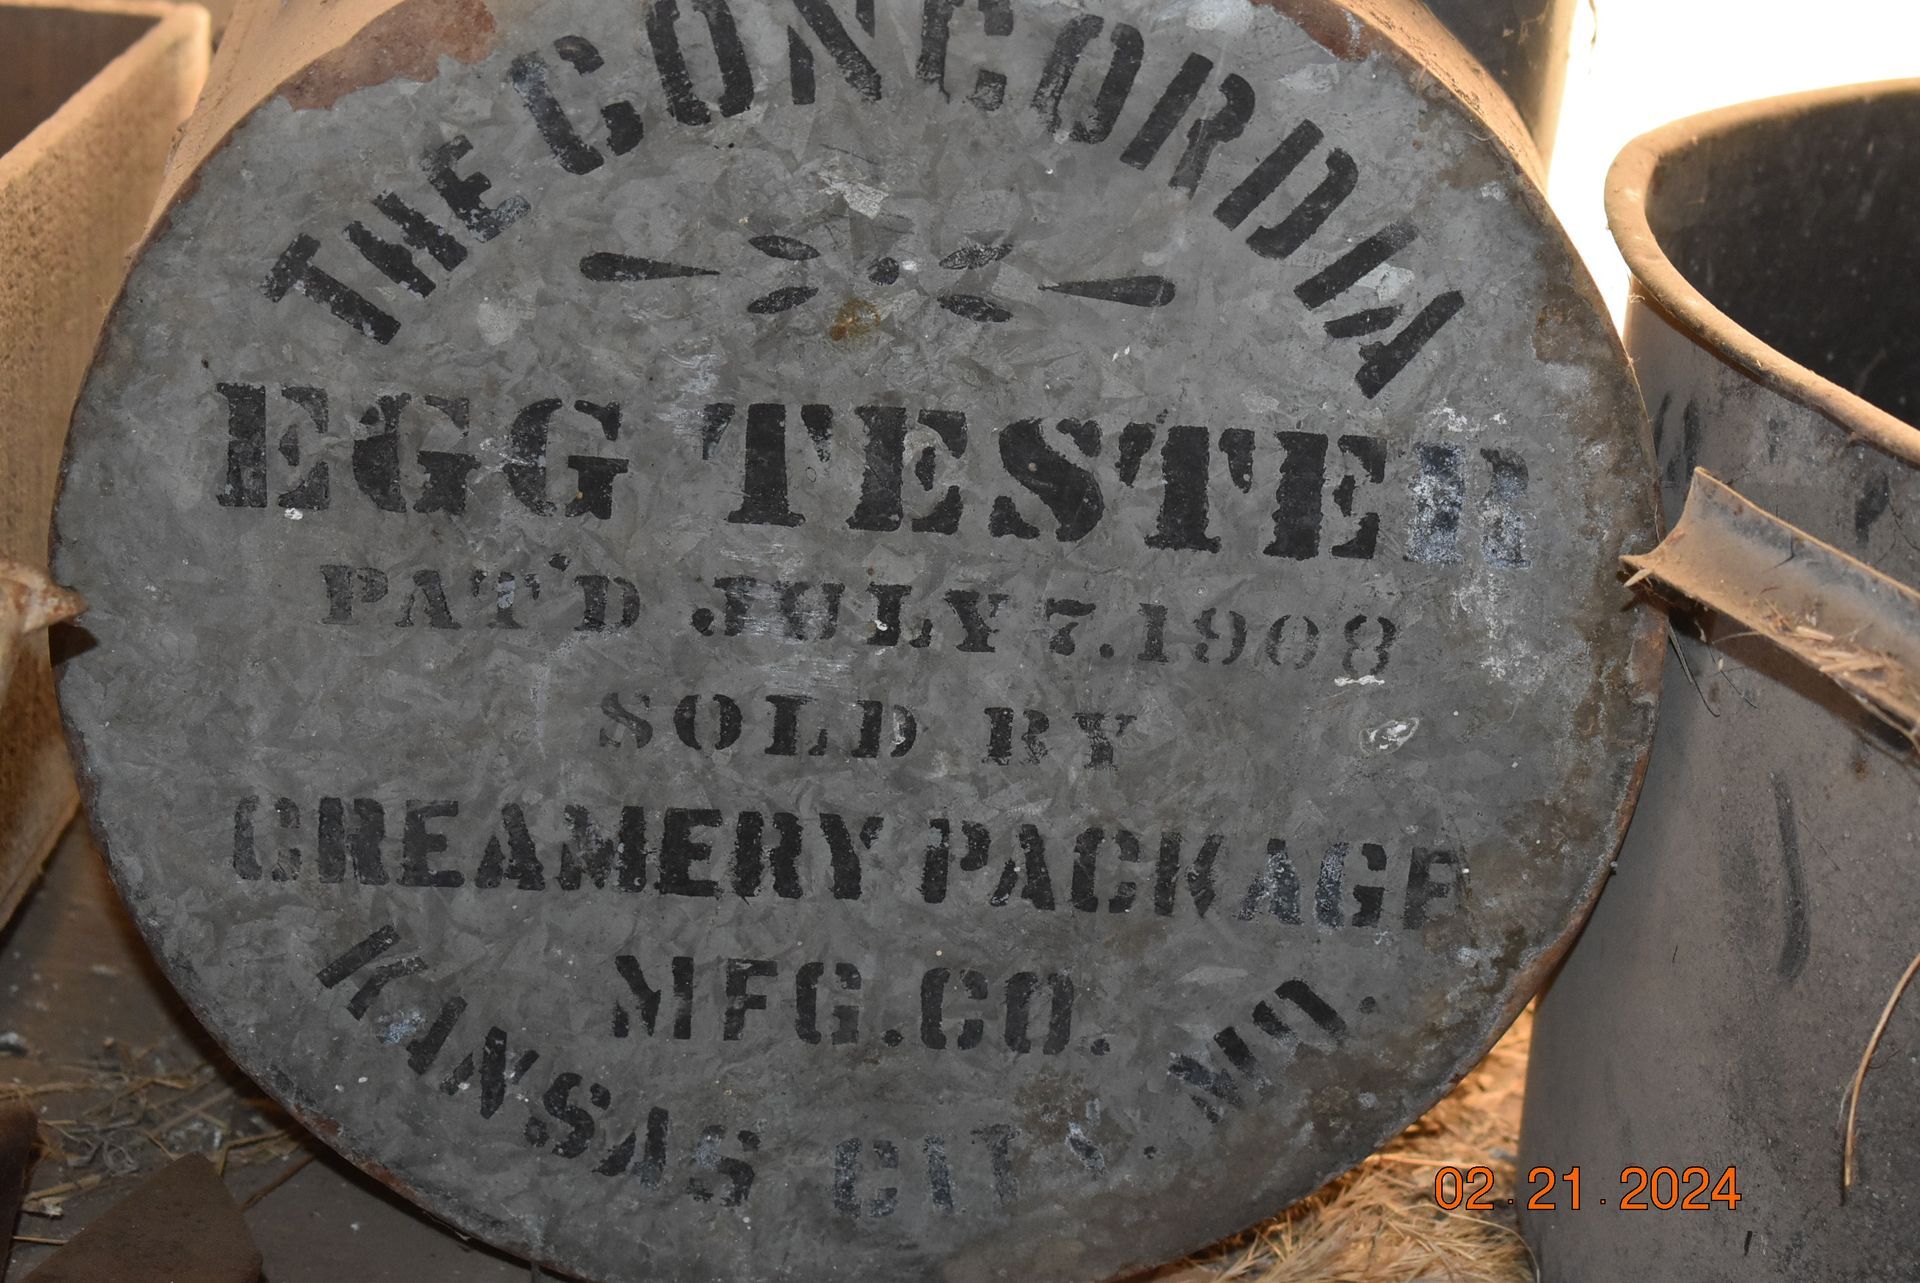 THE CONCORDIA
EGG TESTER
PAT'D JULY 7. 1908
SOLD BY
CREAMERY PACKAGE
MFG. CO.
KANSAS CITY. MO.
02.21.2024